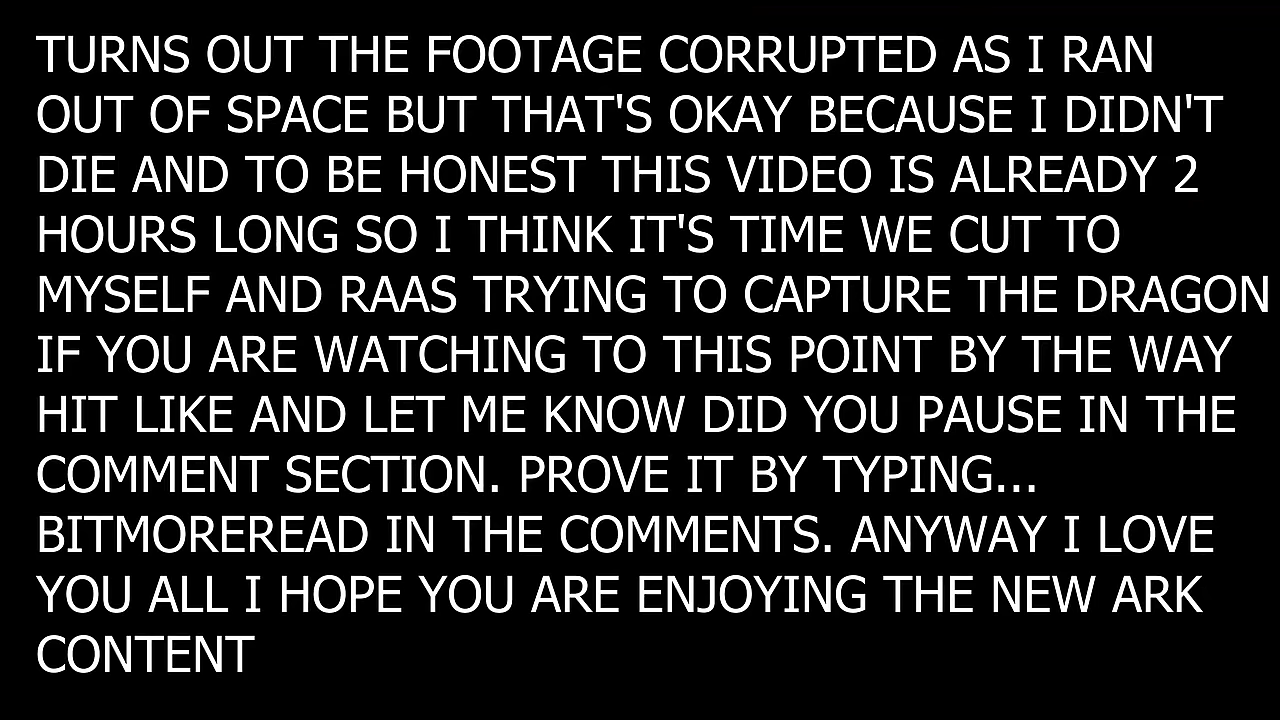 TURNS OUT THE FOOTAGE CORRUPTED AS I RAN
OUT OF SPACE BUT THAT'S OKAY BECAUSE I DIDN'T
DIE AND TO BE HONEST THIS VIDEO IS ALREADY 2
HOURS LONG SO I THINK IT'S TIME WE CUT TO
MYSELF AND RAAS TRYING TO CAPTURE THE DRAGON
IF YOU ARE WATCHING TO THIS POINT BY THE WAY
HIT LIKE AND LET ME KNOW DID YOU PAUSE IN THE
COMMENT SECTION. PROVE IT BY TYPING...
BITMOREREAD IN THE COMMENTS. ANYWAY I LOVE
YOU ALL I HOPE YOU ARE ENJOYING THE NEW ARK
CONTENT